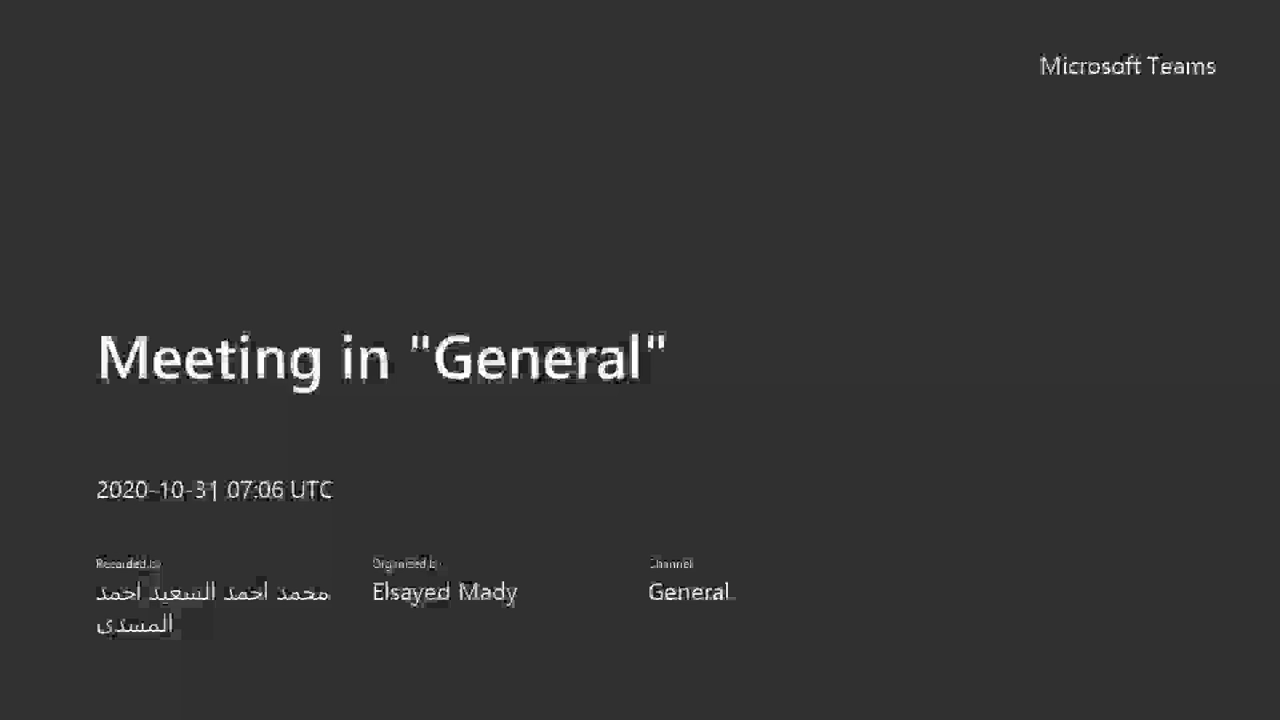 Microsoft Teams
Meeting in "General"
2020-10-31 07:06 UTC
Recorded by
Organized by
Channel
محمد احمد السعيد احمد
المسدى
Elsayed Mady
General